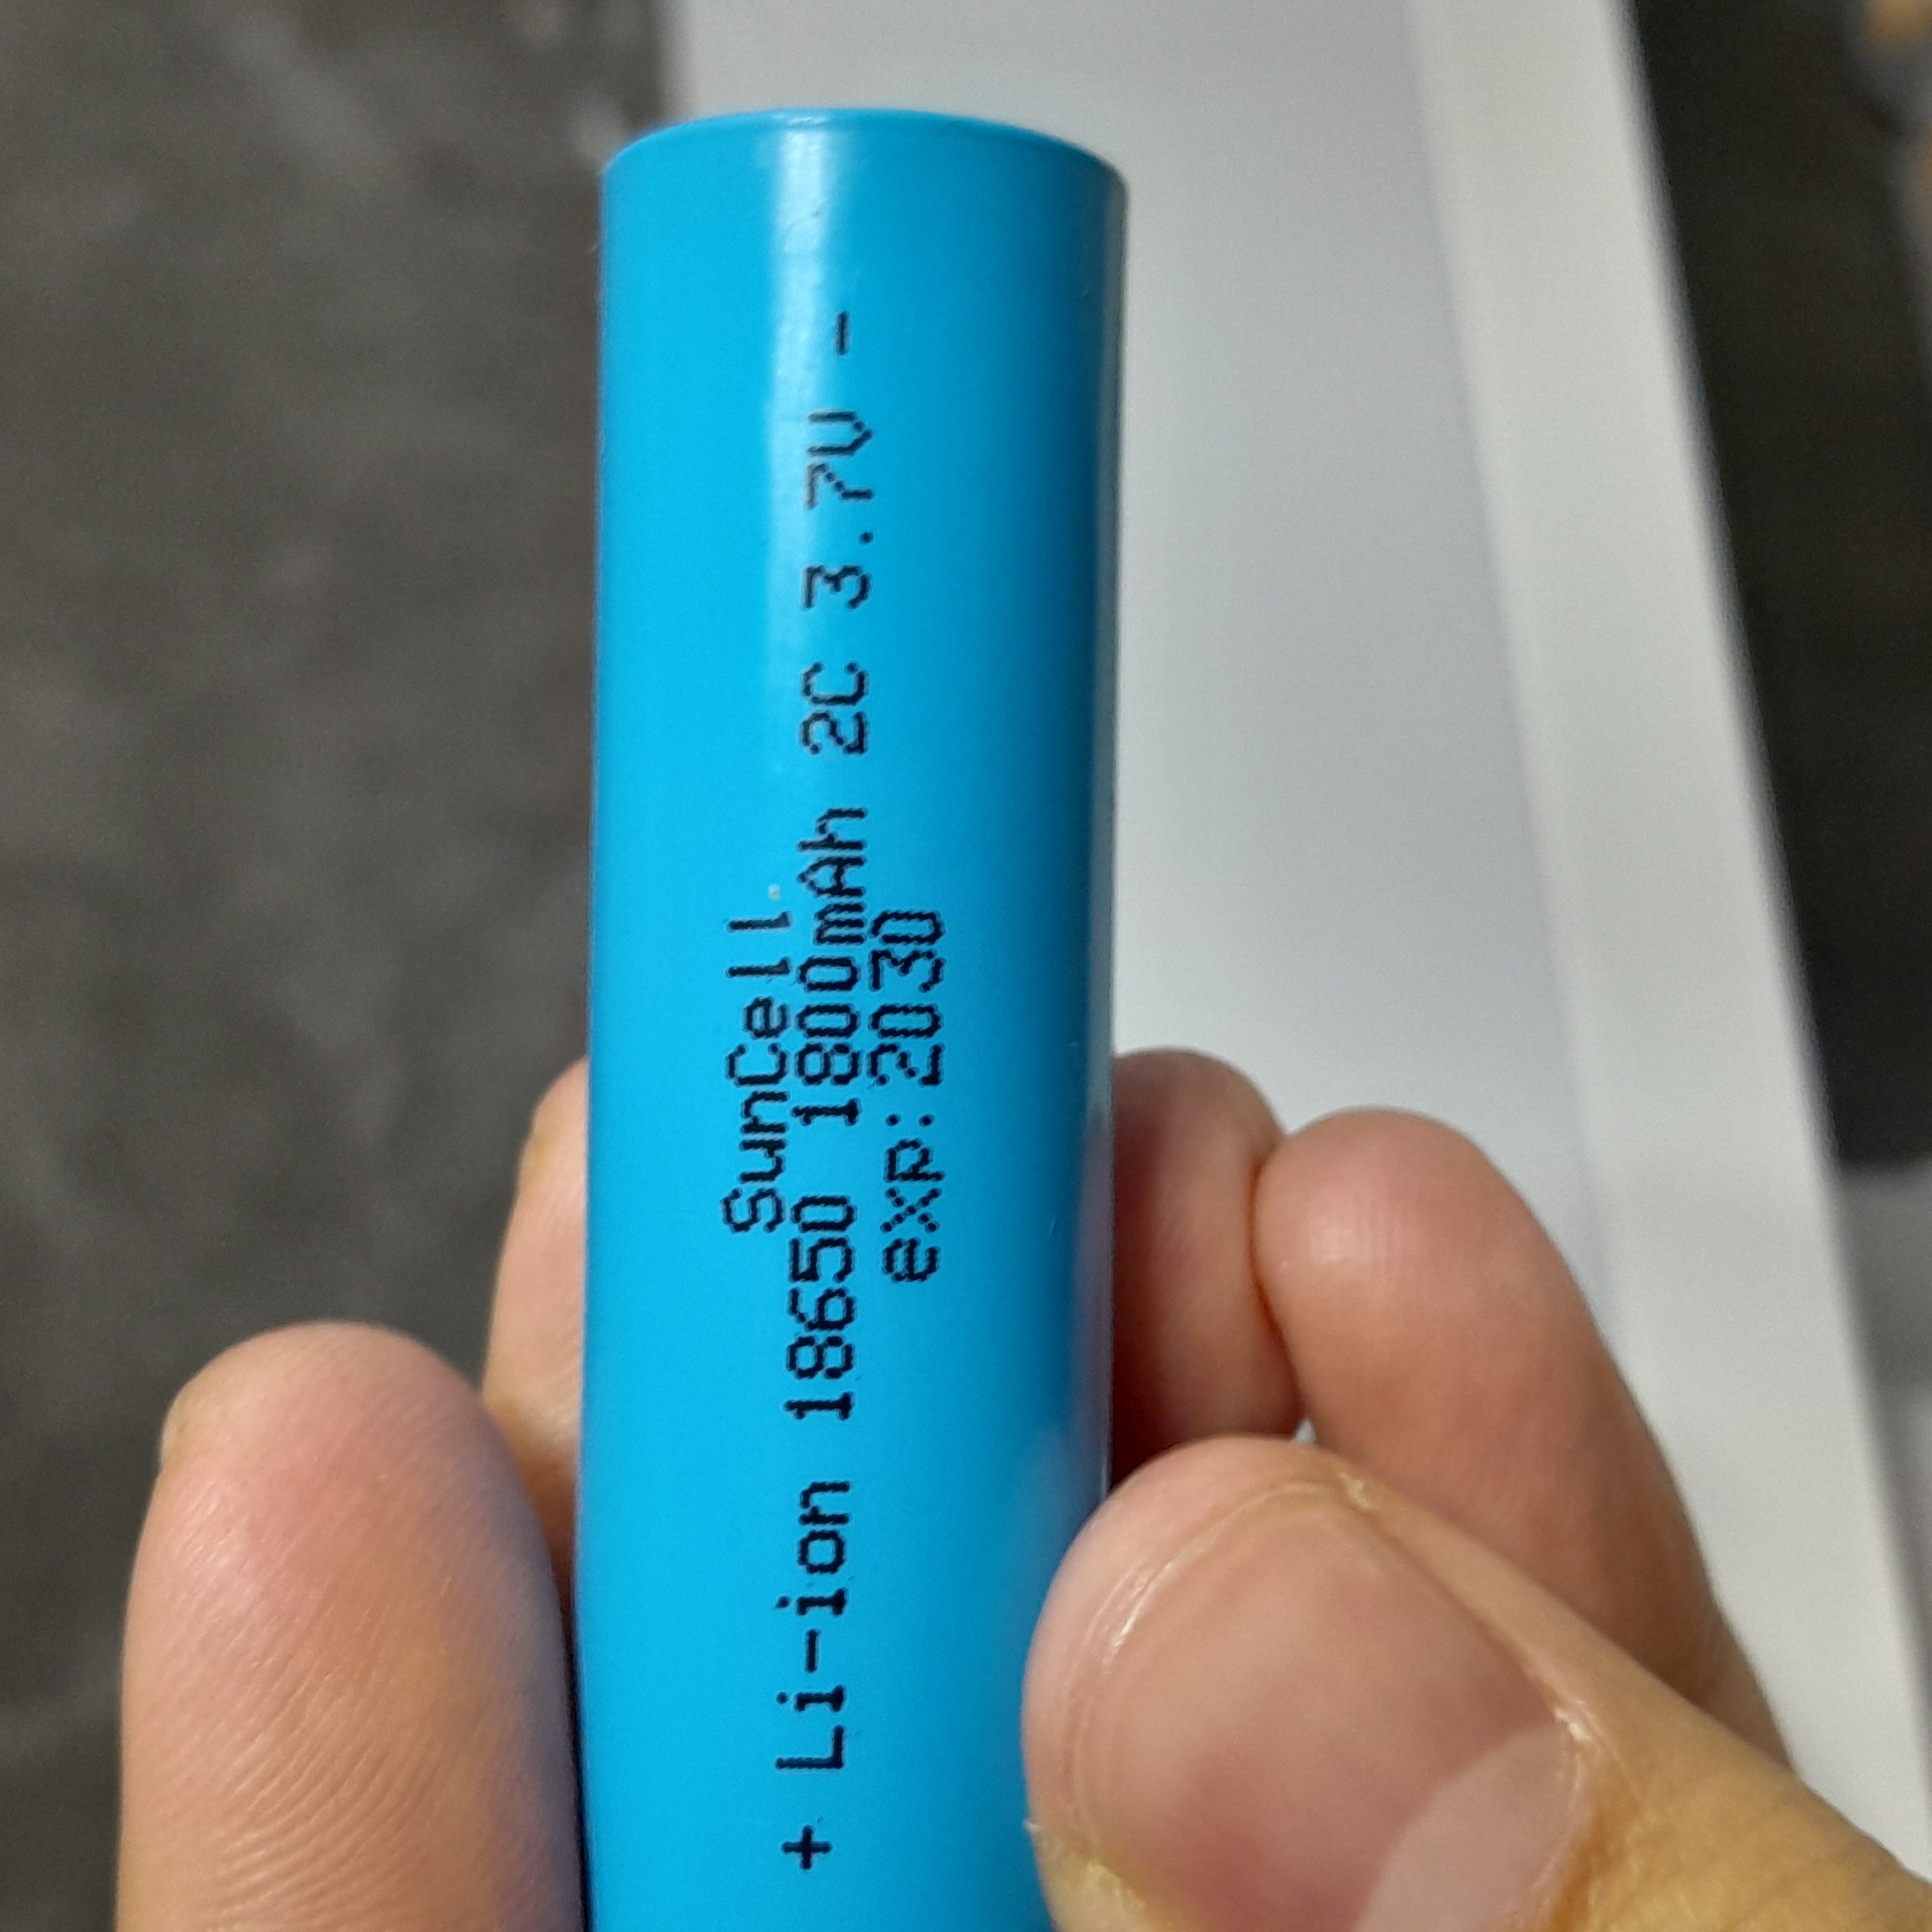 SunCell
+ Li-ion 18650 1800mAh 2C 3.7V -
exp:2030